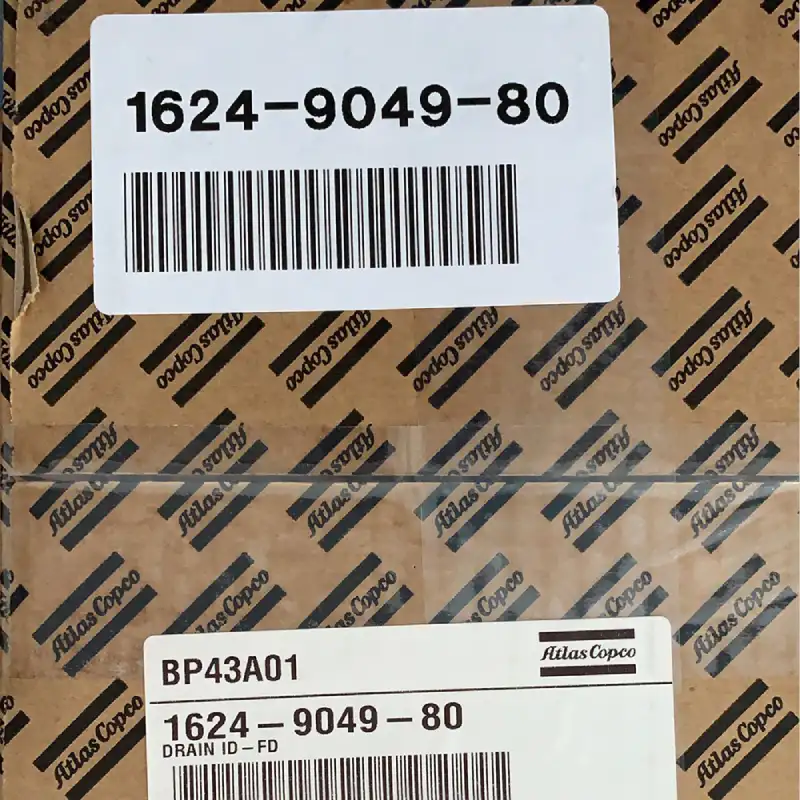 1624-9049-80
BP43A01
Atlas Copco
1624-9049-80
DRAIN ID-FD